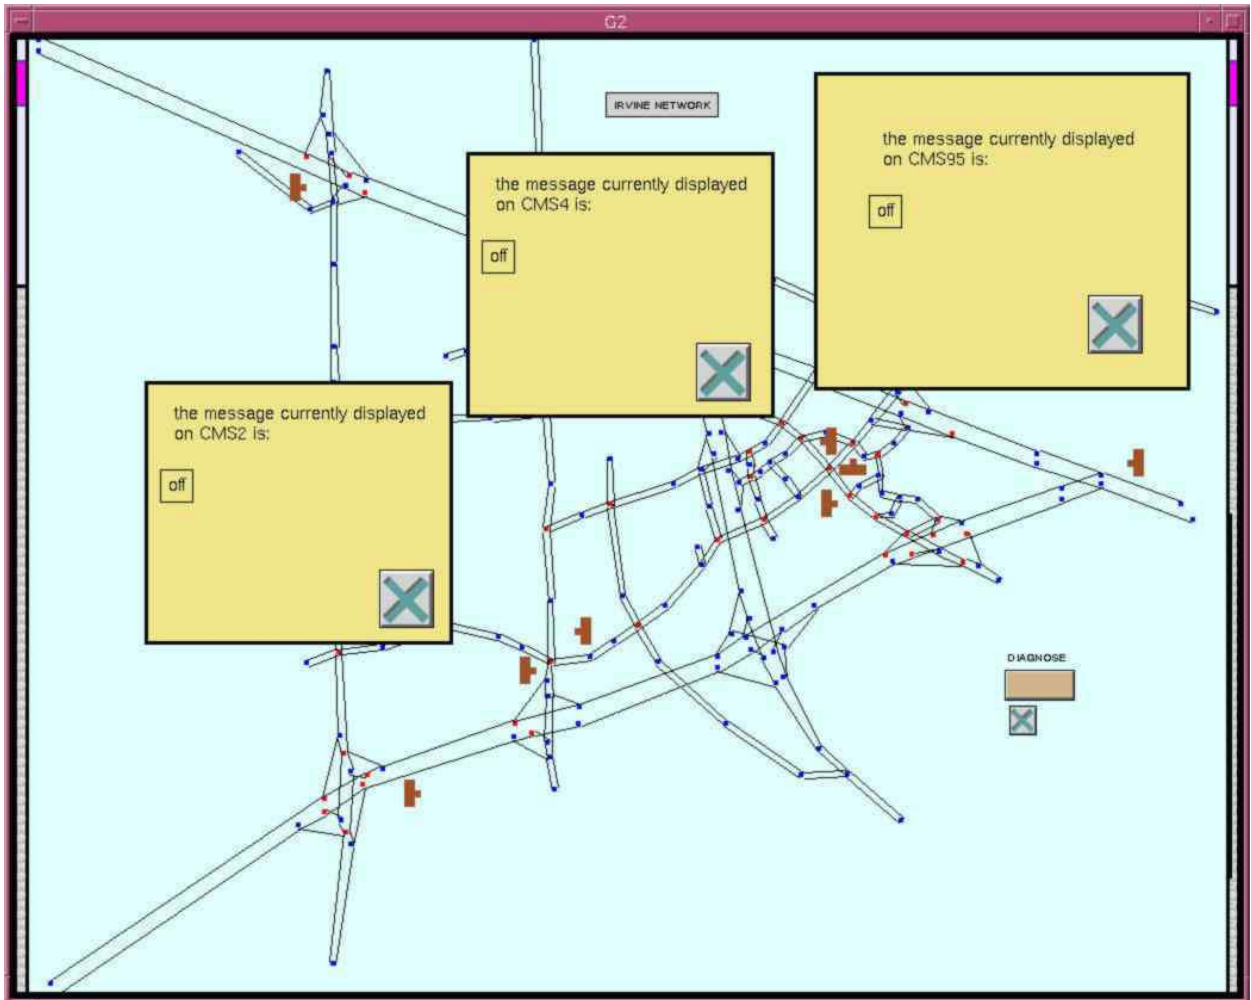 G2
IRVINE NETWORK
the message currently displayed
on CMS95 is:
off
the message currently displayed
on CMS4 is:
off
the message currently displayed
on CMS2 is:
off
DIAGNOSE